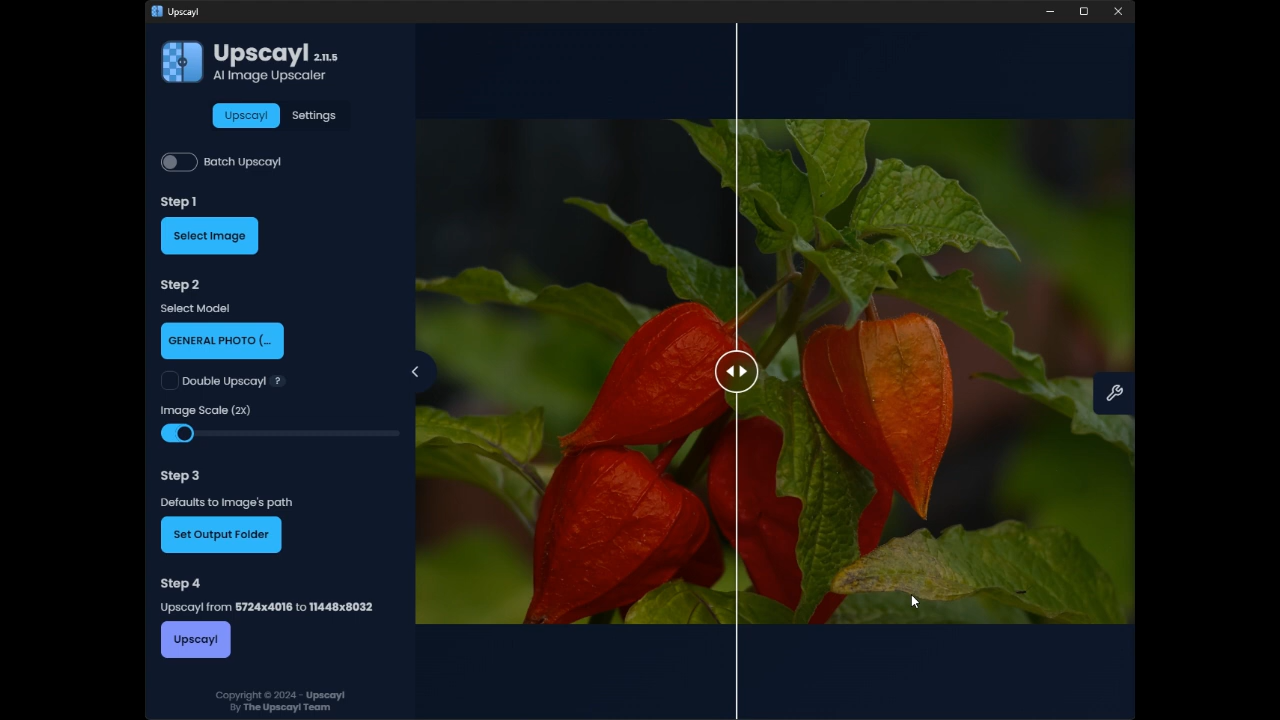 Upscayl
Upscayl 2.11.5
AI Image Upscaler
Upscayl Settings
Batch Upscayl
Step 1
Select Image
Step 2
Select Model
GENERAL PHOTO (...
Double Upscayl ?
Image Scale (2X)
Step 3
Defaults to Image's path
Set Output Folder
Step 4
Upscayl from 5724x4016 to 11448x8032
Upscayl
Copyright © 2024 - Upscayl
By The Upscayl Team